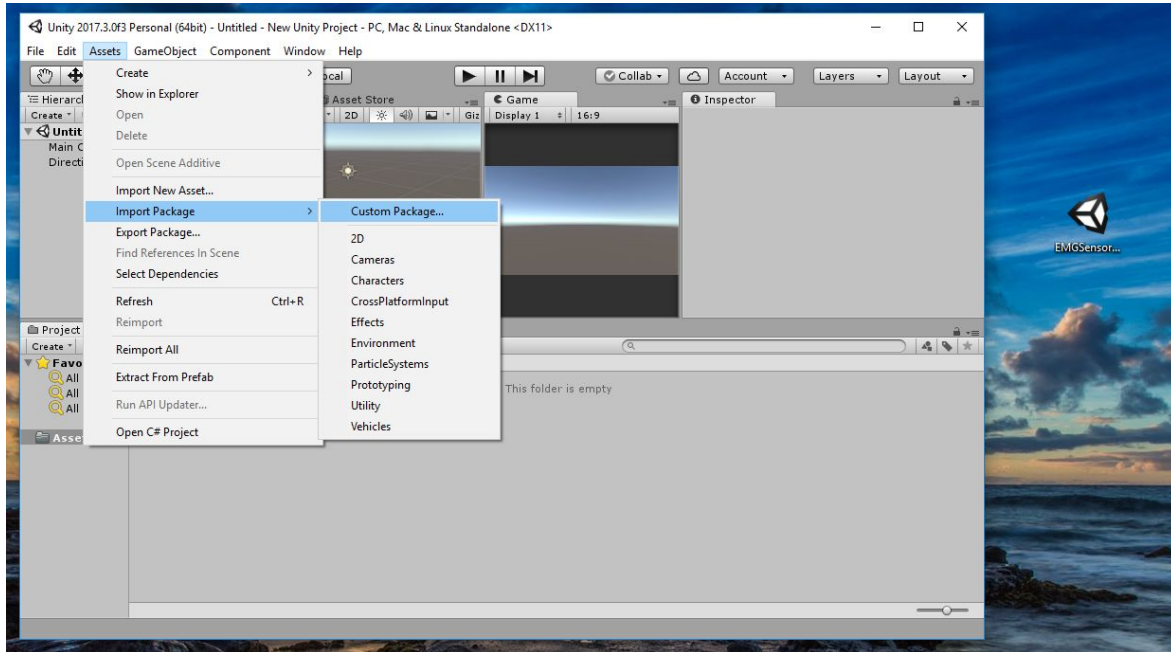 Unity 2017.3.0f3 Personal (64bit) - Untitled - New Unity Project - PC, Mac & Linux Standalone <DX11>
File Edit Assets GameObject Component Window Help
Collab Account Layers Layout
Asset Store Game Inspector
Create 2D Giz Display 1 16:9
Main
Create
Show in Explorer
Open
Delete
Open Scene Additive
Import New Asset...
Import Package
Export Package...
Find References In Scene
Select Dependencies
Refresh Ctrl+R
Reimport
Reimport All
Extract From Prefab
Run API Updater...
Open C# Project
Custom Package...
2D
Cameras
Characters
CrossPlatformInput
Effects
Environment
ParticleSystems
Prototyping
Utility
Vehicles
Project
Create
All
All
All
This folder is empty
EMGSensor...